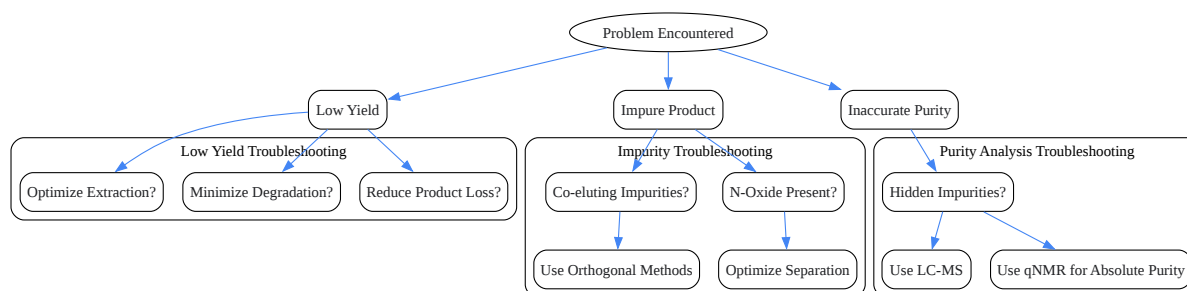 Problem Encountered
Low Yield
Impure Product
Inaccurate Purity
Low Yield Troubleshooting
Impurity Troubleshooting
Purity Analysis Troubleshooting
Optimize Extraction?
Minimize Degradation?
Reduce Product Loss?
Co-eluting Impurities?
N-Oxide Present?
Hidden Impurities?
Use Orthogonal Methods
Optimize Separation
Use LC-MS
Use qNMR for Absolute Purity